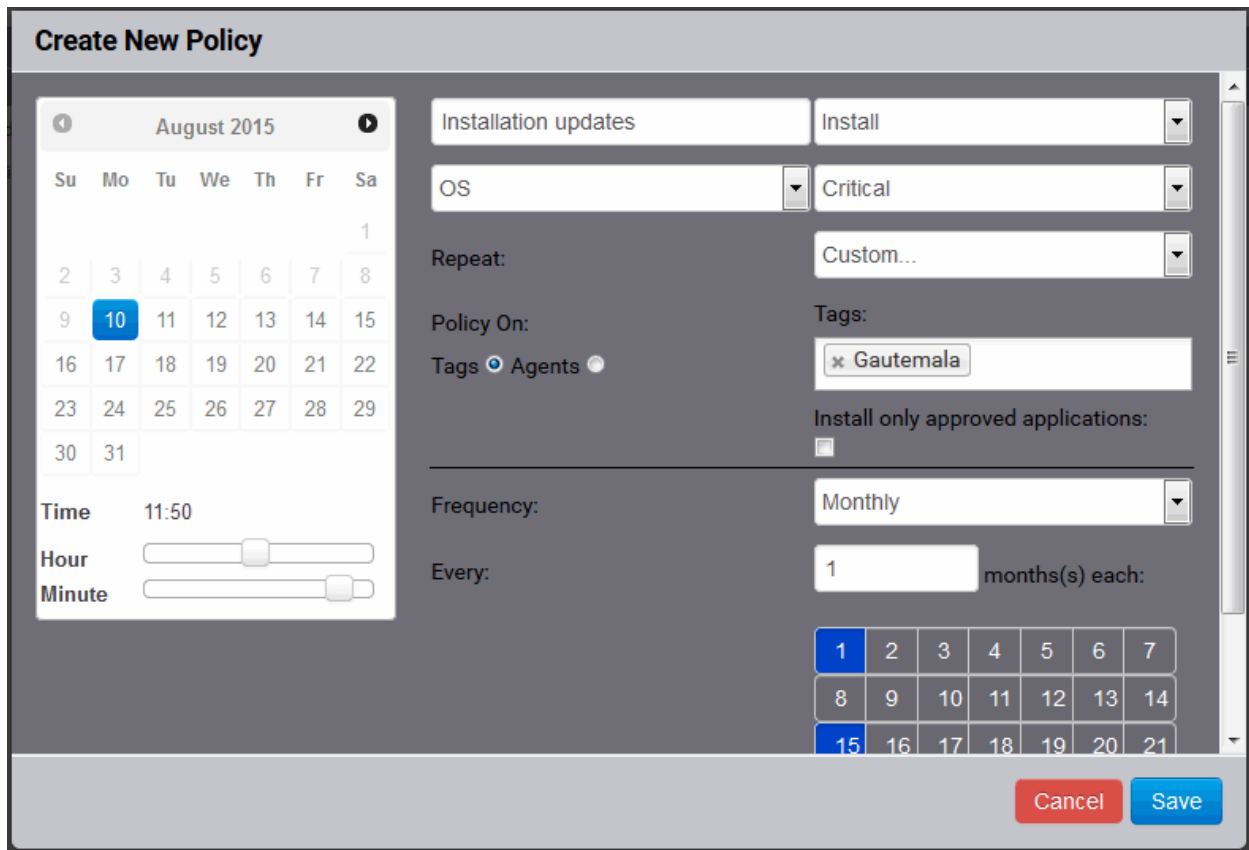 Create New Policy
August 2015
Su Mo Tu We Th Fr Sa
1
2 3 4 5 6 7 8
9 10 11 12 13 14 15
16 17 18 19 20 21 22
23 24 25 26 27 28 29
30 31
Time 11:50
Hour
Minute
Installation updates
Install
OS
Critical
Repeat:
Custom...
Policy On:
Tags Agents
Tags:
Gautemala
Install only approved applications:
Frequency:
Monthly
Every:
1 months(s) each:
1 2 3 4 5 6 7
8 9 10 11 12 13 14
15 16 17 18 19 20 21
Cancel
Save